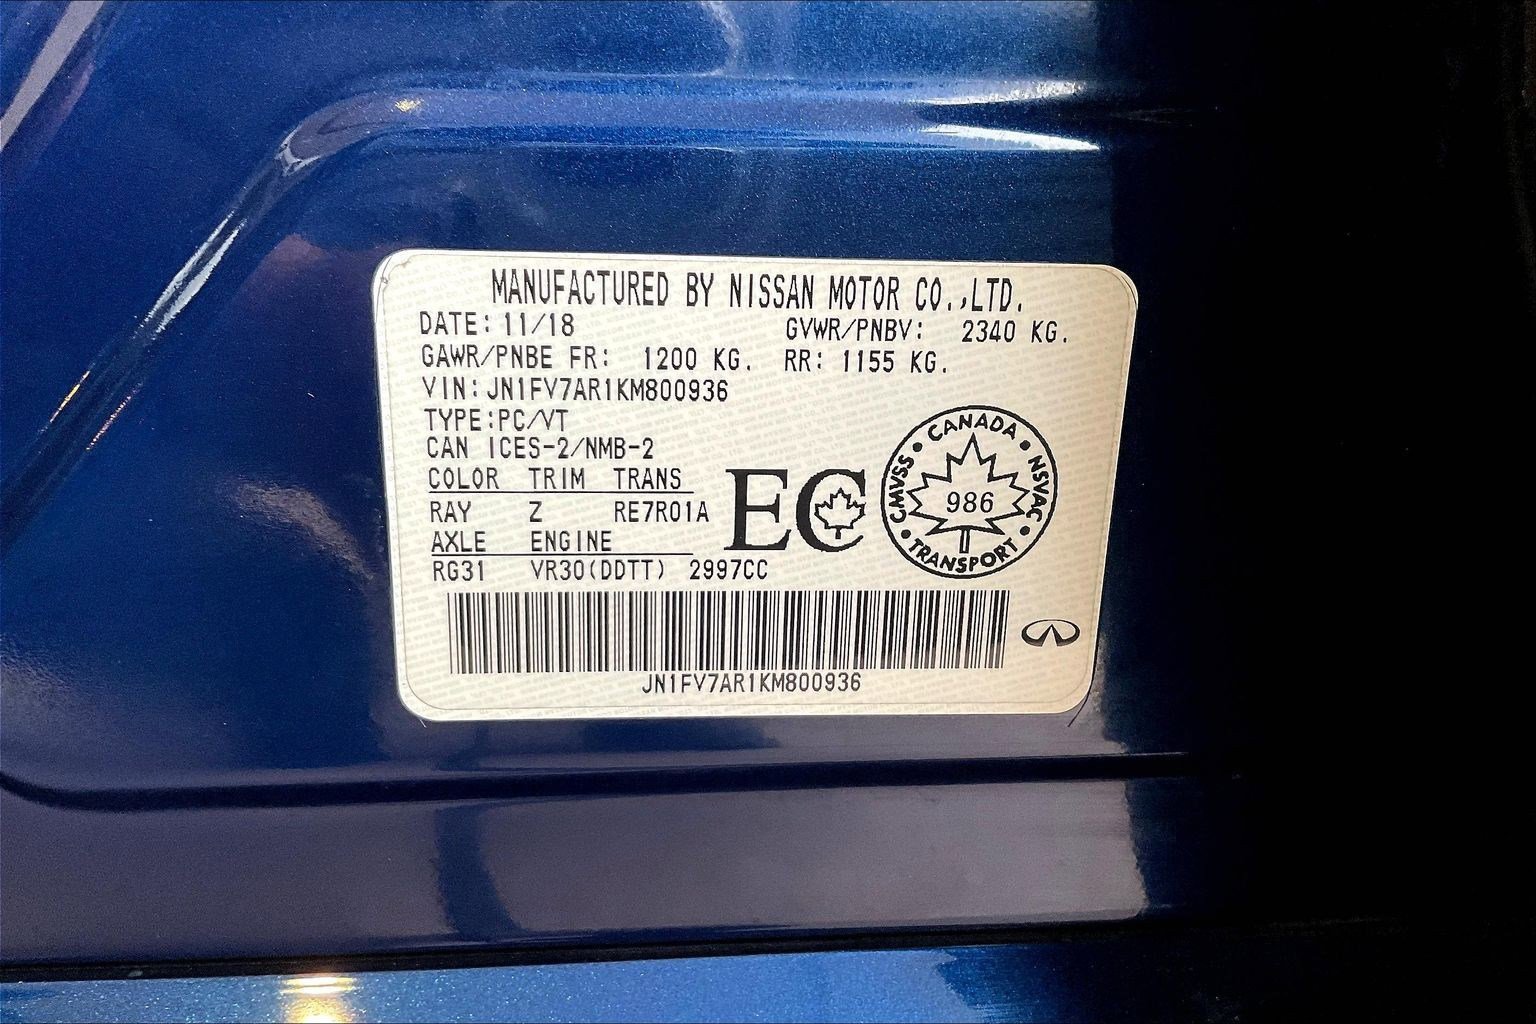 MANUFACTURED BY NISSAN MOTOR CO.,LTD.
DATE: 11/18 GVWR/PNBV: 2340 KG.
GAWR/PNBE FR: 1200 KG. RR: 1155 KG.
VIN: JN1FV7AR1KM800936
TYPE:PC/VT
CAN ICES-2/NMB-2
COLOR TRIM TRANS
RAY Z RE7R01A
AXLE ENGINE
RG31 VR30(DDTT) 2997CC
EC
CANADA
CMVSS
986
NSVAC
TRANSPORT
JN1FV7AR1KM800936